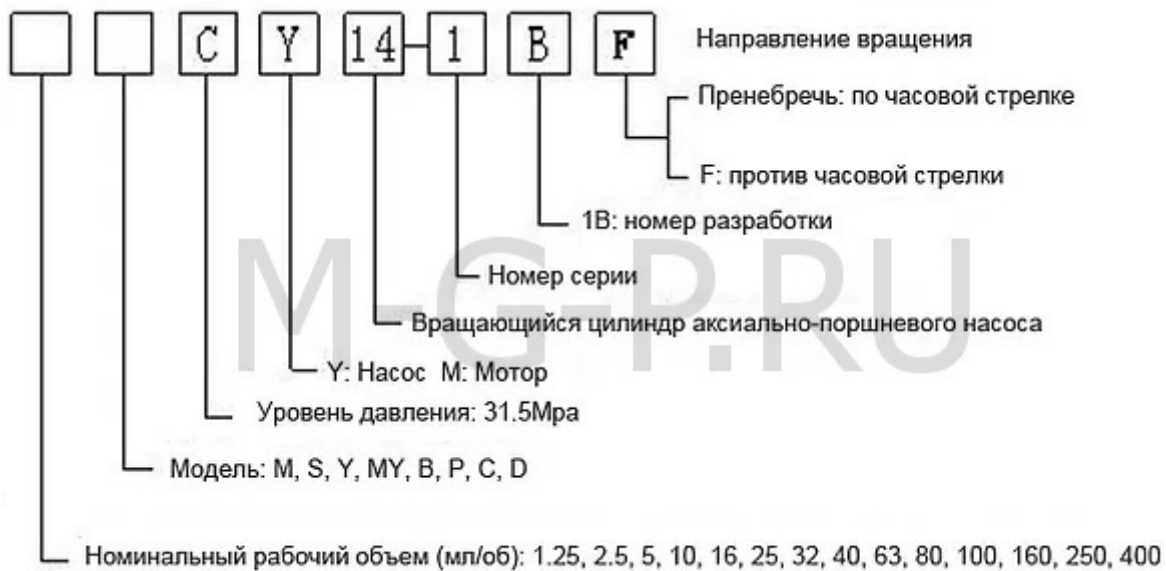 C Y 14-1 B F Направление вращения
Пренебречь: по часовой стрелке
F: против часовой стрелки
1B: номер разработки
Номер серии
Вращающийся цилиндр аксиально-поршневого насоса
Y: Насос M: Мотор
Уровень давления: 31.5Mpa
Модель: M, S, Y, MY, B, P, C, D
Номинальный рабочий объем (мл/об): 1.25, 2.5, 5, 10, 16, 25, 32, 40, 63, 80, 100, 160, 250, 400
M-G-P.RU